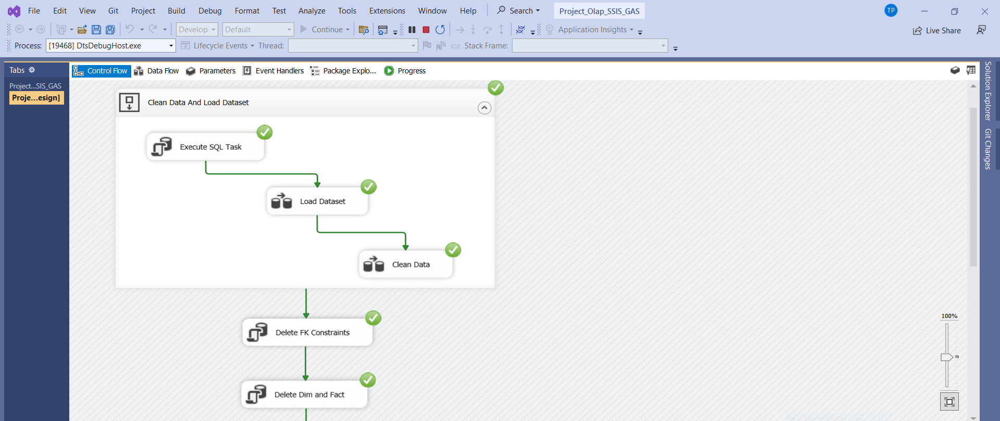 File Edit View Git Project Build Debug Format Test Analyze Tools Extensions Window Help Search Project_Olap_SSIS_GAS TP
Develop Default Continue Application Insights Live Share
Process: [19468] DtsDebugHost.exe Lifecycle Events Thread: Stack Frame:
Tabs
Project...SIS_GAS
Proje...esign]
Control Flow Data Flow Parameters Event Handlers Package Explo... Progress
Clean Data And Load Dataset
Execute SQL Task
Load Dataset
Clean Data
Delete FK Constraints
Delete Dim and Fact
100%
Solution Explorer
Git Changes